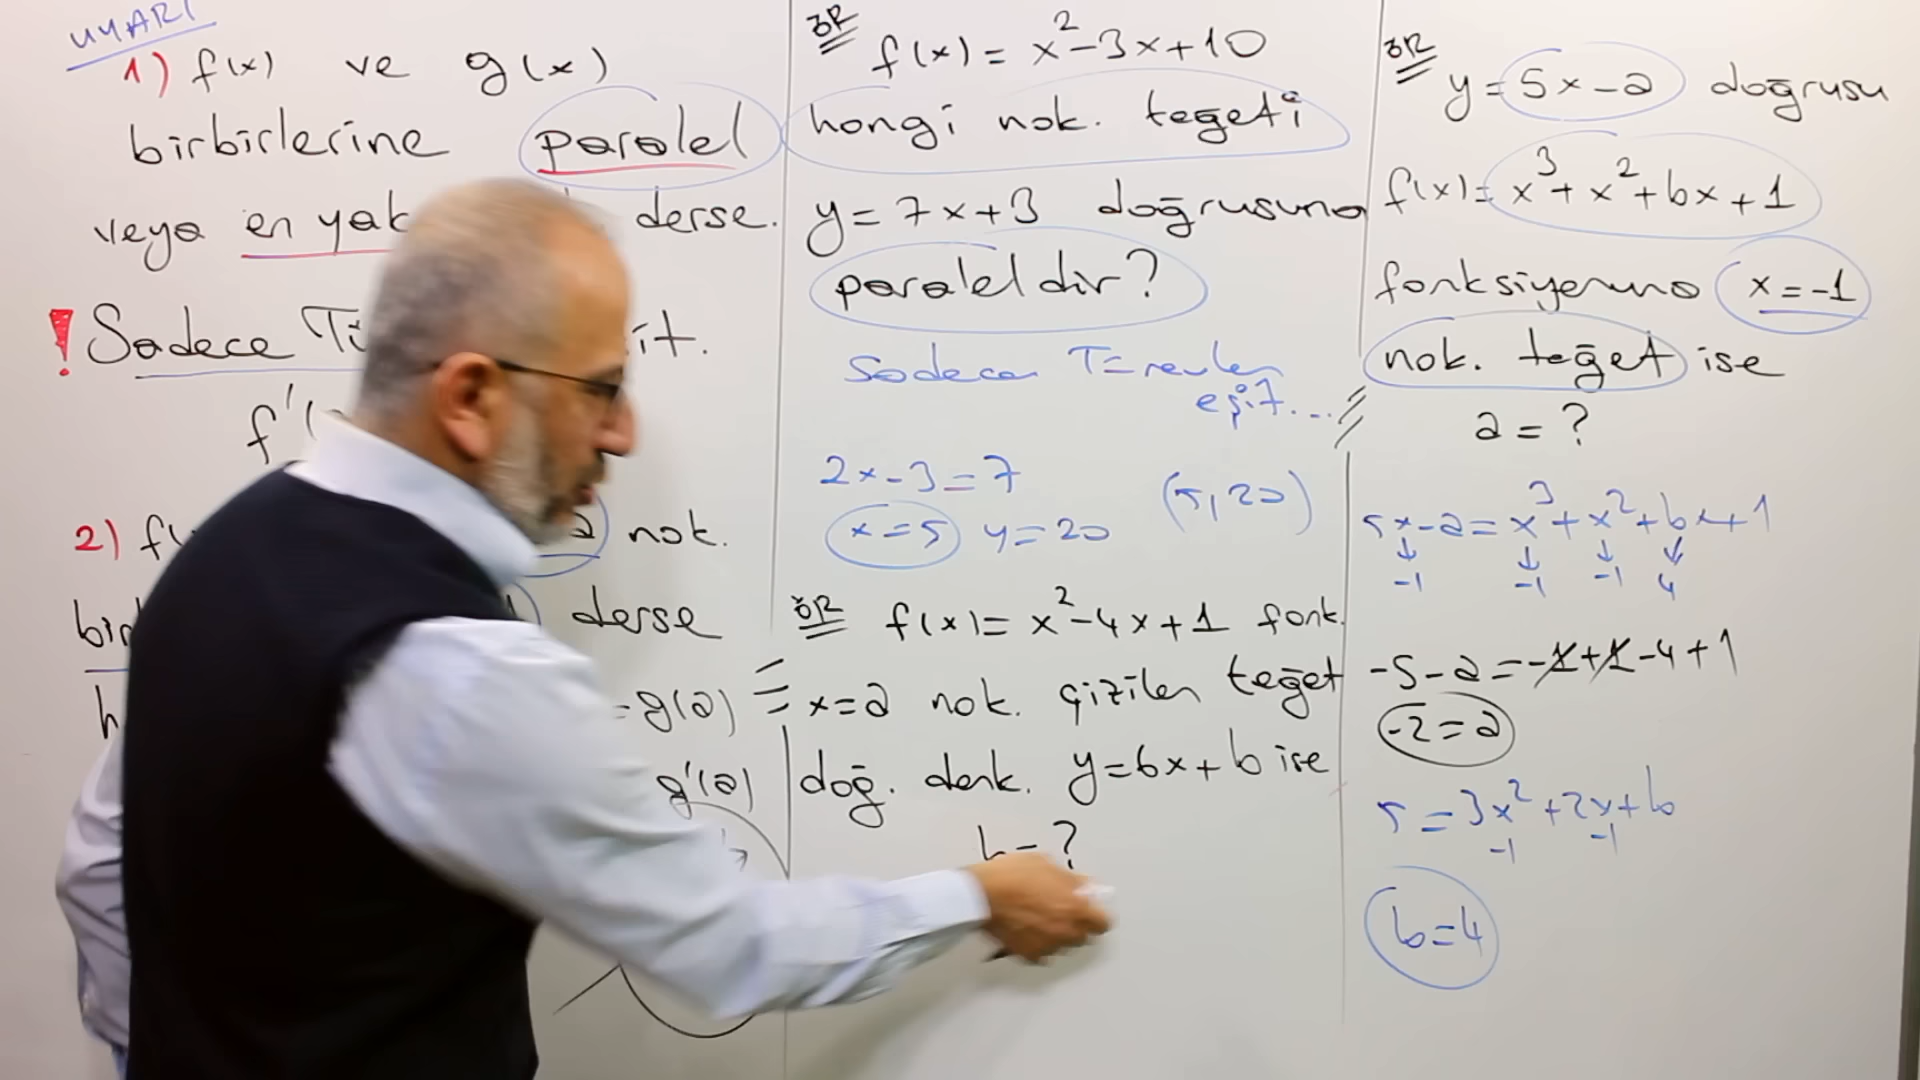 UYARI
1) f(x) ve g(x)
birbirlerine paralel
veya en yak derse.
! Sadece it.
f'(
2) f( a nok.
derse
= g(a)
g'(a)
ÖR f(x) = x²-3x+10
hangi nok. teğeti
y = 7x+3 doğrusuna
paraleldir?
Sadece Türevler
eşit...
2x-3=7
x=5 y=20 (5,20)
ÖR f(x)= x²-4x+1 fonk.
x=a nok. çizilen teğet
doğ. denk. y=6x+b ise
b = ?
ÖR y=5x-a doğrusu
f(x)= x³+x²+bx+1
fonksiyonuna x=-1
nok. teğet ise
a = ?
5x-a = x³+x²+bx+1
-1 -1 -1 4
-5-a = -1+1-4+1
-2=a
5 = 3x²+2x+b
-1 -1
b=4